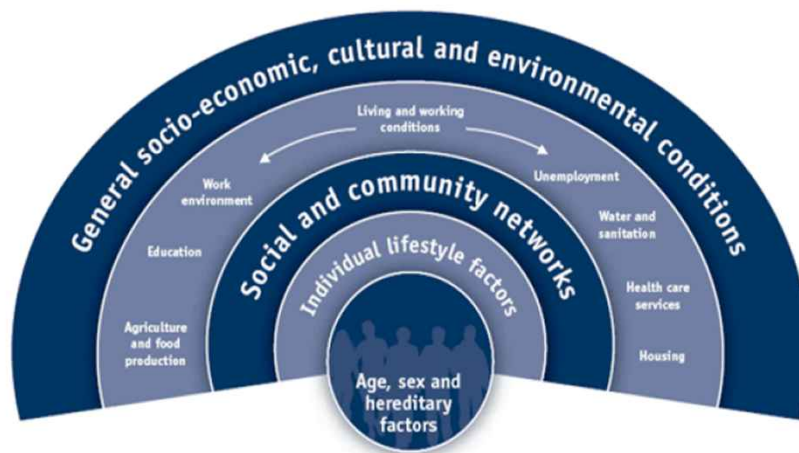 General socio-economic, cultural and environmental conditions
Living and working
conditions
Work
environment
Education
Agriculture
and food
production
Unemployment
Water and
sanitation
Health care
services
Housing
Social and community networks
Individual lifestyle factors
Age, sex and
hereditary
factors